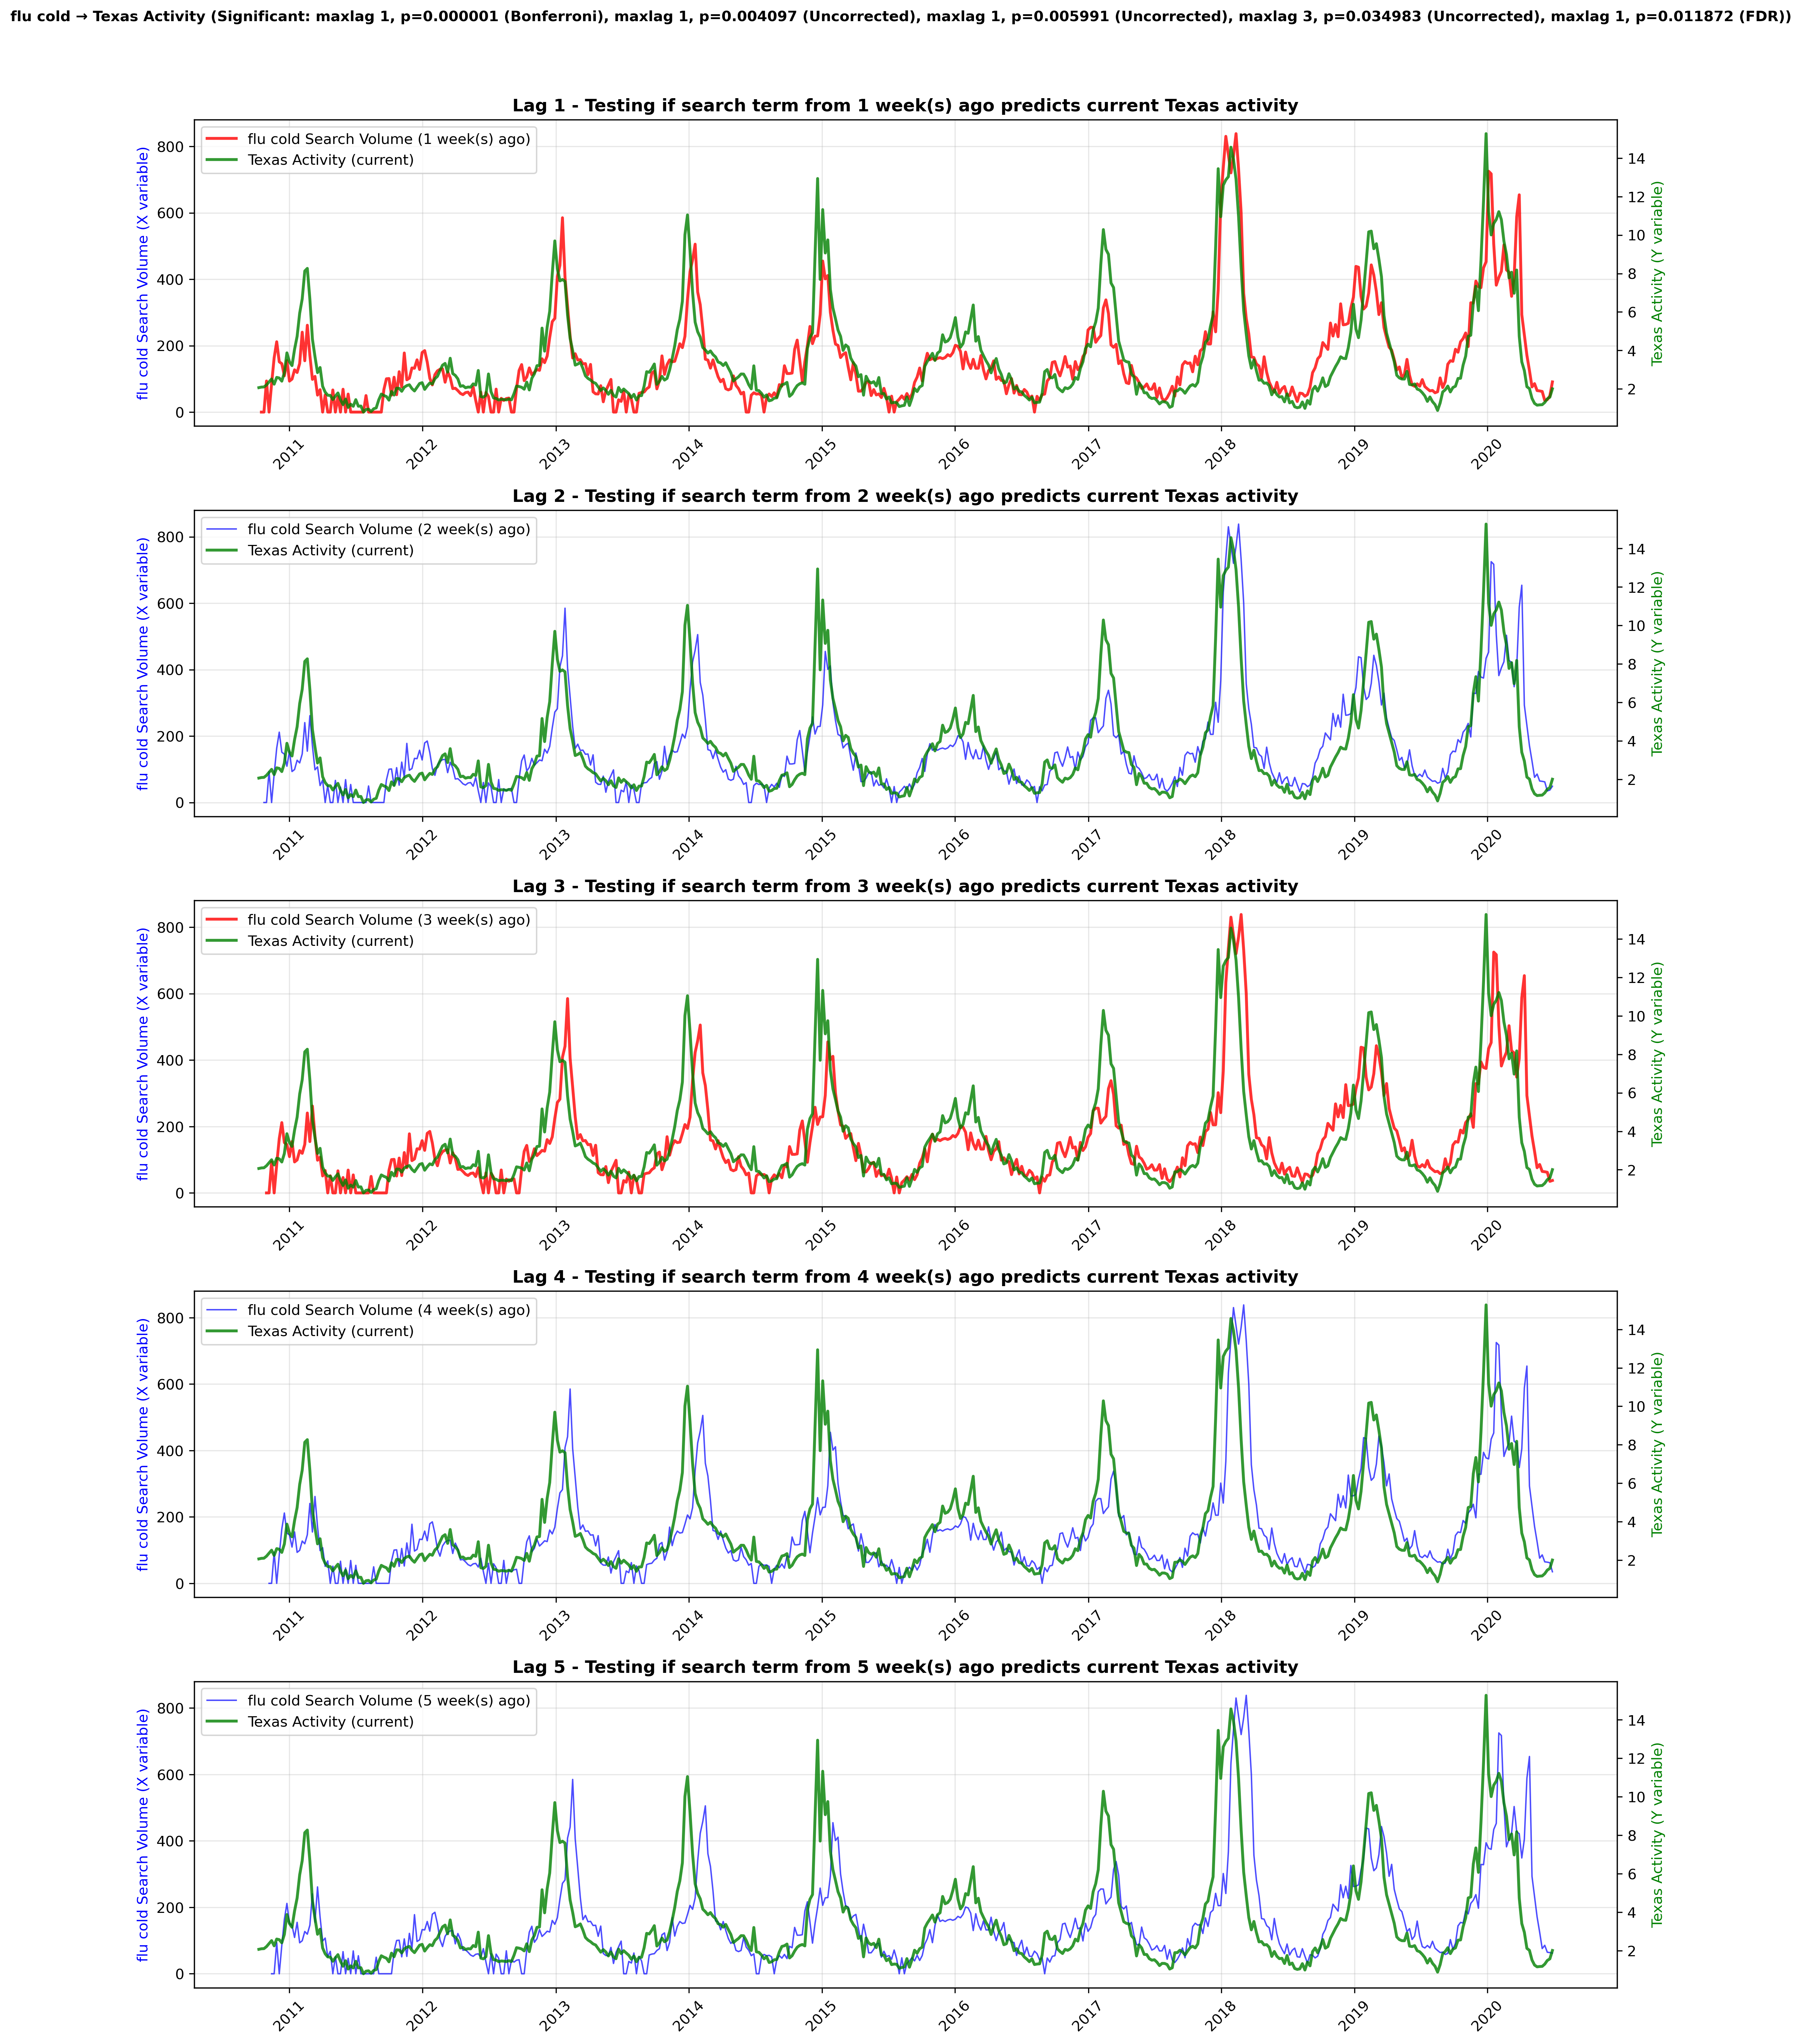 flu cold → Texas Activity (Significant: maxlag 1, p=0.000001 (Bonferroni), maxlag 1, p=0.004097 (Uncorrected), maxlag 1, p=0.005991 (Uncorrected), maxlag 3, p=0.034983 (Uncorrected), maxlag 1, p=0.011872 (FDR))
Lag 1 - Testing if search term from 1 week(s) ago predicts current Texas activity
flu cold Search Volume (1 week(s) ago)
Texas Activity (current)
flu cold Search Volume (X variable)
800
600
400
200
0
14
12
10
8
6
4
2
Texas Activity (Y variable)
2011 2012 2013 2014 2015 2016 2017 2018 2019 2020
Lag 2 - Testing if search term from 2 week(s) ago predicts current Texas activity
flu cold Search Volume (2 week(s) ago)
Texas Activity (current)
flu cold Search Volume (X variable)
800
600
400
200
0
14
12
10
8
6
4
2
Texas Activity (Y variable)
2011 2012 2013 2014 2015 2016 2017 2018 2019 2020
Lag 3 - Testing if search term from 3 week(s) ago predicts current Texas activity
flu cold Search Volume (3 week(s) ago)
Texas Activity (current)
flu cold Search Volume (X variable)
800
600
400
200
0
14
12
10
8
6
4
2
Texas Activity (Y variable)
2011 2012 2013 2014 2015 2016 2017 2018 2019 2020
Lag 4 - Testing if search term from 4 week(s) ago predicts current Texas activity
flu cold Search Volume (4 week(s) ago)
Texas Activity (current)
flu cold Search Volume (X variable)
800
600
400
200
0
14
12
10
8
6
4
2
Texas Activity (Y variable)
2011 2012 2013 2014 2015 2016 2017 2018 2019 2020
Lag 5 - Testing if search term from 5 week(s) ago predicts current Texas activity
flu cold Search Volume (5 week(s) ago)
Texas Activity (current)
flu cold Search Volume (X variable)
800
600
400
200
0
14
12
10
8
6
4
2
Texas Activity (Y variable)
2011 2012 2013 2014 2015 2016 2017 2018 2019 2020